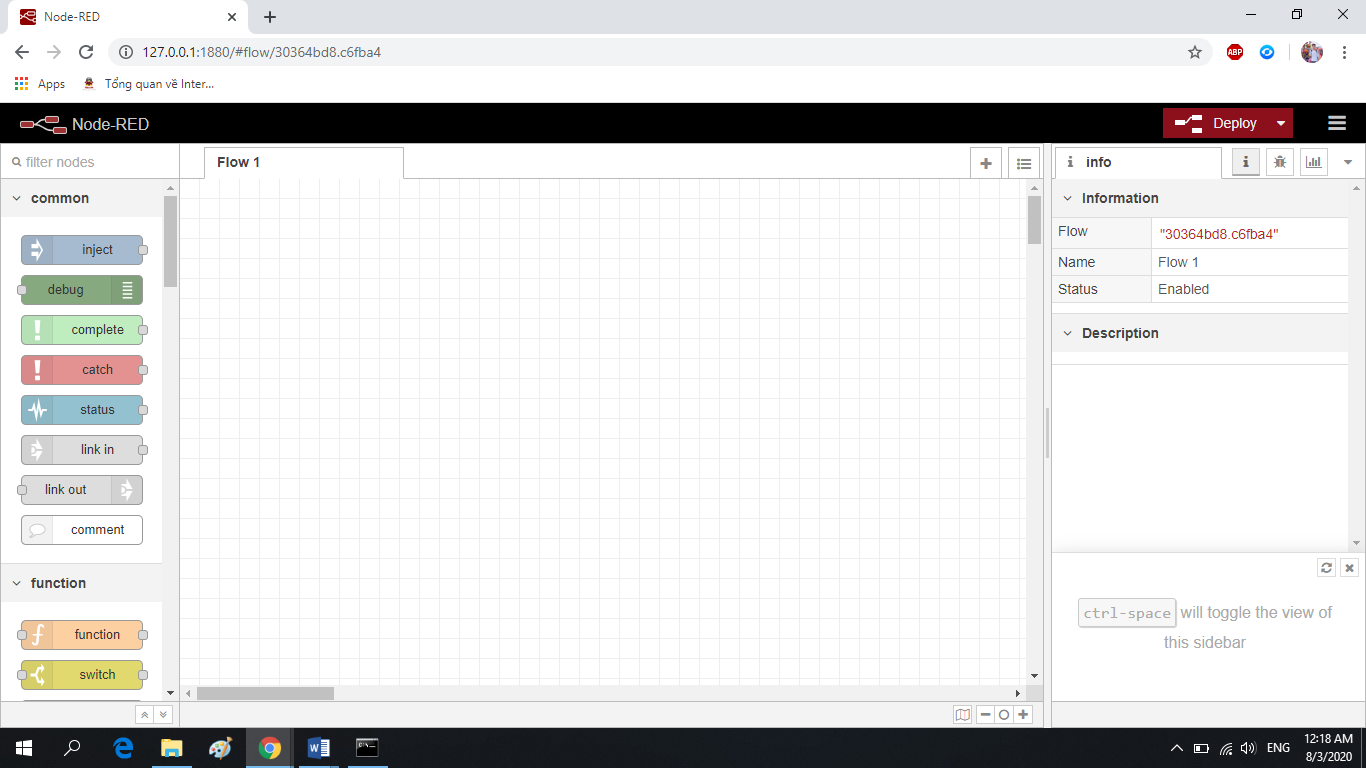 Node-RED
127.0.0.1:1880/#flow/30364bd8.c6fba4
ABP
Apps
Tổng quan về Inter...
Node-RED
Deploy
filter nodes
Flow 1
i info
i
common
inject
debug
complete
catch
status
link in
link out
comment
function
function
switch
Information
Flow "30364bd8.c6fba4"
Name Flow 1
Status Enabled
Description
ctrl-space will toggle the view of
this sidebar
ENG
12:18 AM
8/3/2020